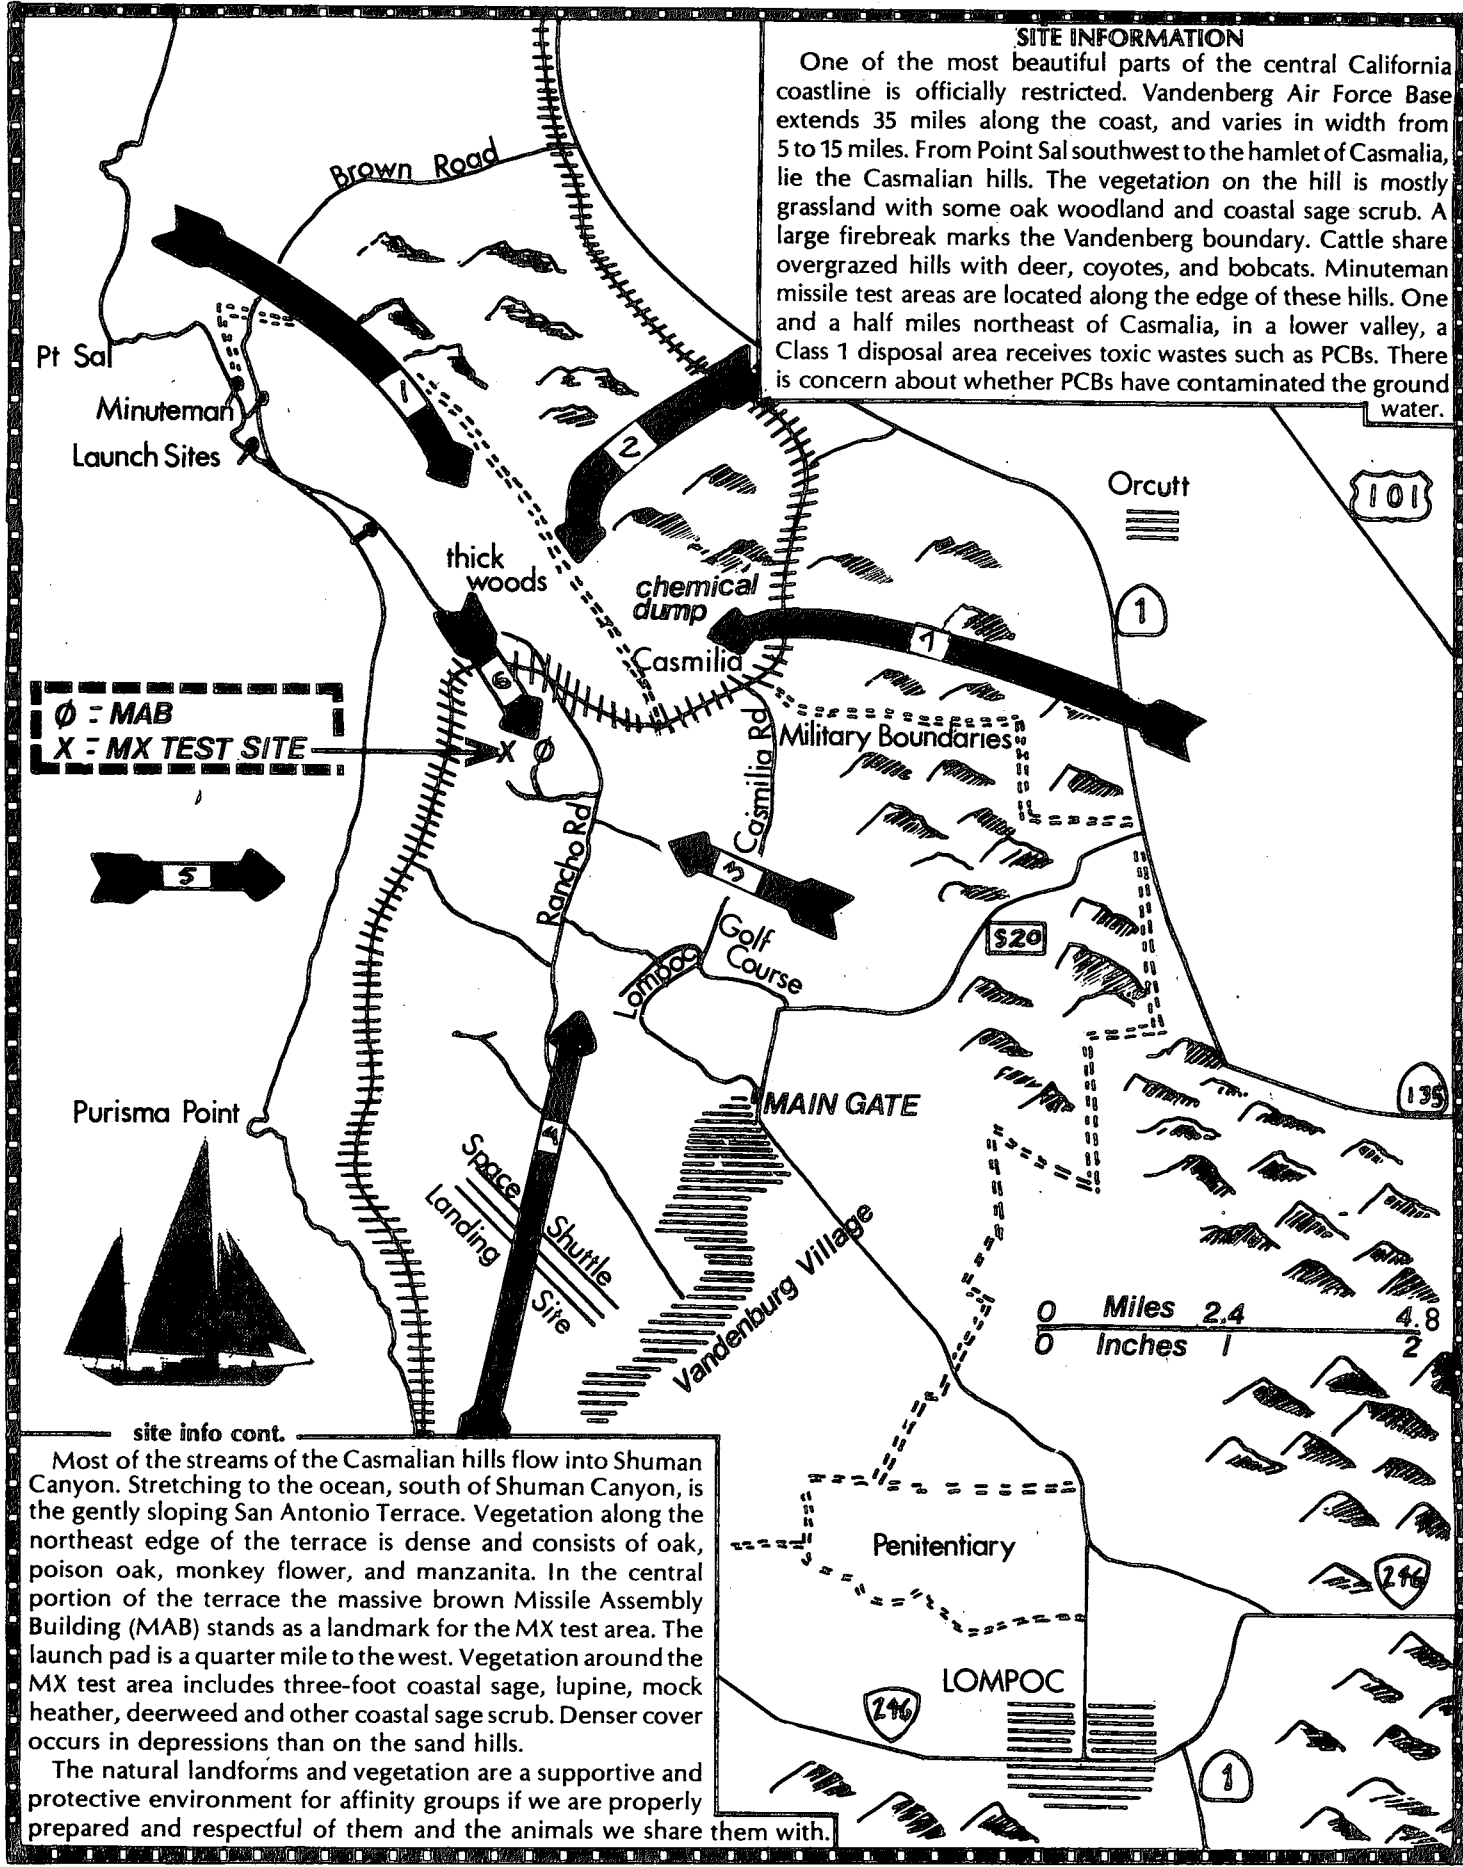 SITE INFORMATION
One of the most beautiful parts of the central California
coastline is officially restricted. Vandenberg Air Force Base
extends 35 miles along the coast, and varies in width from
5 to 15 miles. From Point Sal southwest to the hamlet of Casmalia,
lie the Casmalian hills. The vegetation on the hill is mostly
grassland with some oak woodland and coastal sage scrub. A
large firebreak marks the Vandenberg boundary. Cattle share
overgrazed hills with deer, coyotes, and bobcats. Minuteman
missile test areas are located along the edge of these hills. One
and a half miles northeast of Casmalia, in a lower valley, a
Class 1 disposal area receives toxic wastes such as PCBs. There
is concern about whether PCBs have contaminated the ground
water.
Brown Road
Pt Sal
1
Minuteman
Launch Sites
2
Orcutt
101
thick
woods
chemical
dump
1
7
Casmilia
6
Ø = MAB
X = MX TEST SITE
X Ø
Military Boundaries
Casmilia Rd
Rancho Rd
5
3
Golf
Course
S20
Lompoc
135
Purisma Point
MAIN GATE
4
Space
Shuttle
Landing
Site
Vandenburg Village
0 Miles 2.4 4.8
0 Inches 1 2
site info cont.
Most of the streams of the Casmalian hills flow into Shuman
Canyon. Stretching to the ocean, south of Shuman Canyon, is
the gently sloping San Antonio Terrace. Vegetation along the
northeast edge of the terrace is dense and consists of oak,
poison oak, monkey flower, and manzanita. In the central
portion of the terrace the massive brown Missile Assembly
Building (MAB) stands as a landmark for the MX test area. The
launch pad is a quarter mile to the west. Vegetation around the
MX test area includes three-foot coastal sage, lupine, mock
heather, deerweed and other coastal sage scrub. Denser cover
occurs in depressions than on the sand hills.
The natural landforms and vegetation are a supportive and
protective environment for affinity groups if we are properly
prepared and respectful of them and the animals we share them with.
Penitentiary
246
LOMPOC
246
1